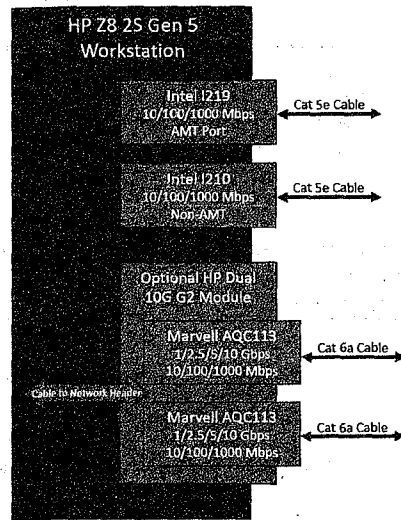 HP Z8 2S Gen 5
Workstation
Intel I219
10/100/1000 Mbps
AMT Port
Cat 5e Cable
Intel I210
10/100/1000 Mbps
Non-AMT
Cat 5e Cable
Optional HP Dual
10G G2 Module
Marvell AQC113
1/2.5/5/10 Gbps
10/100/1000 Mbps
Cat 6a Cable
Cable to Network Header
Marvell AQC113
1/2.5/5/10 Gbps
10/100/1000 Mbps
Cat 6a Cable